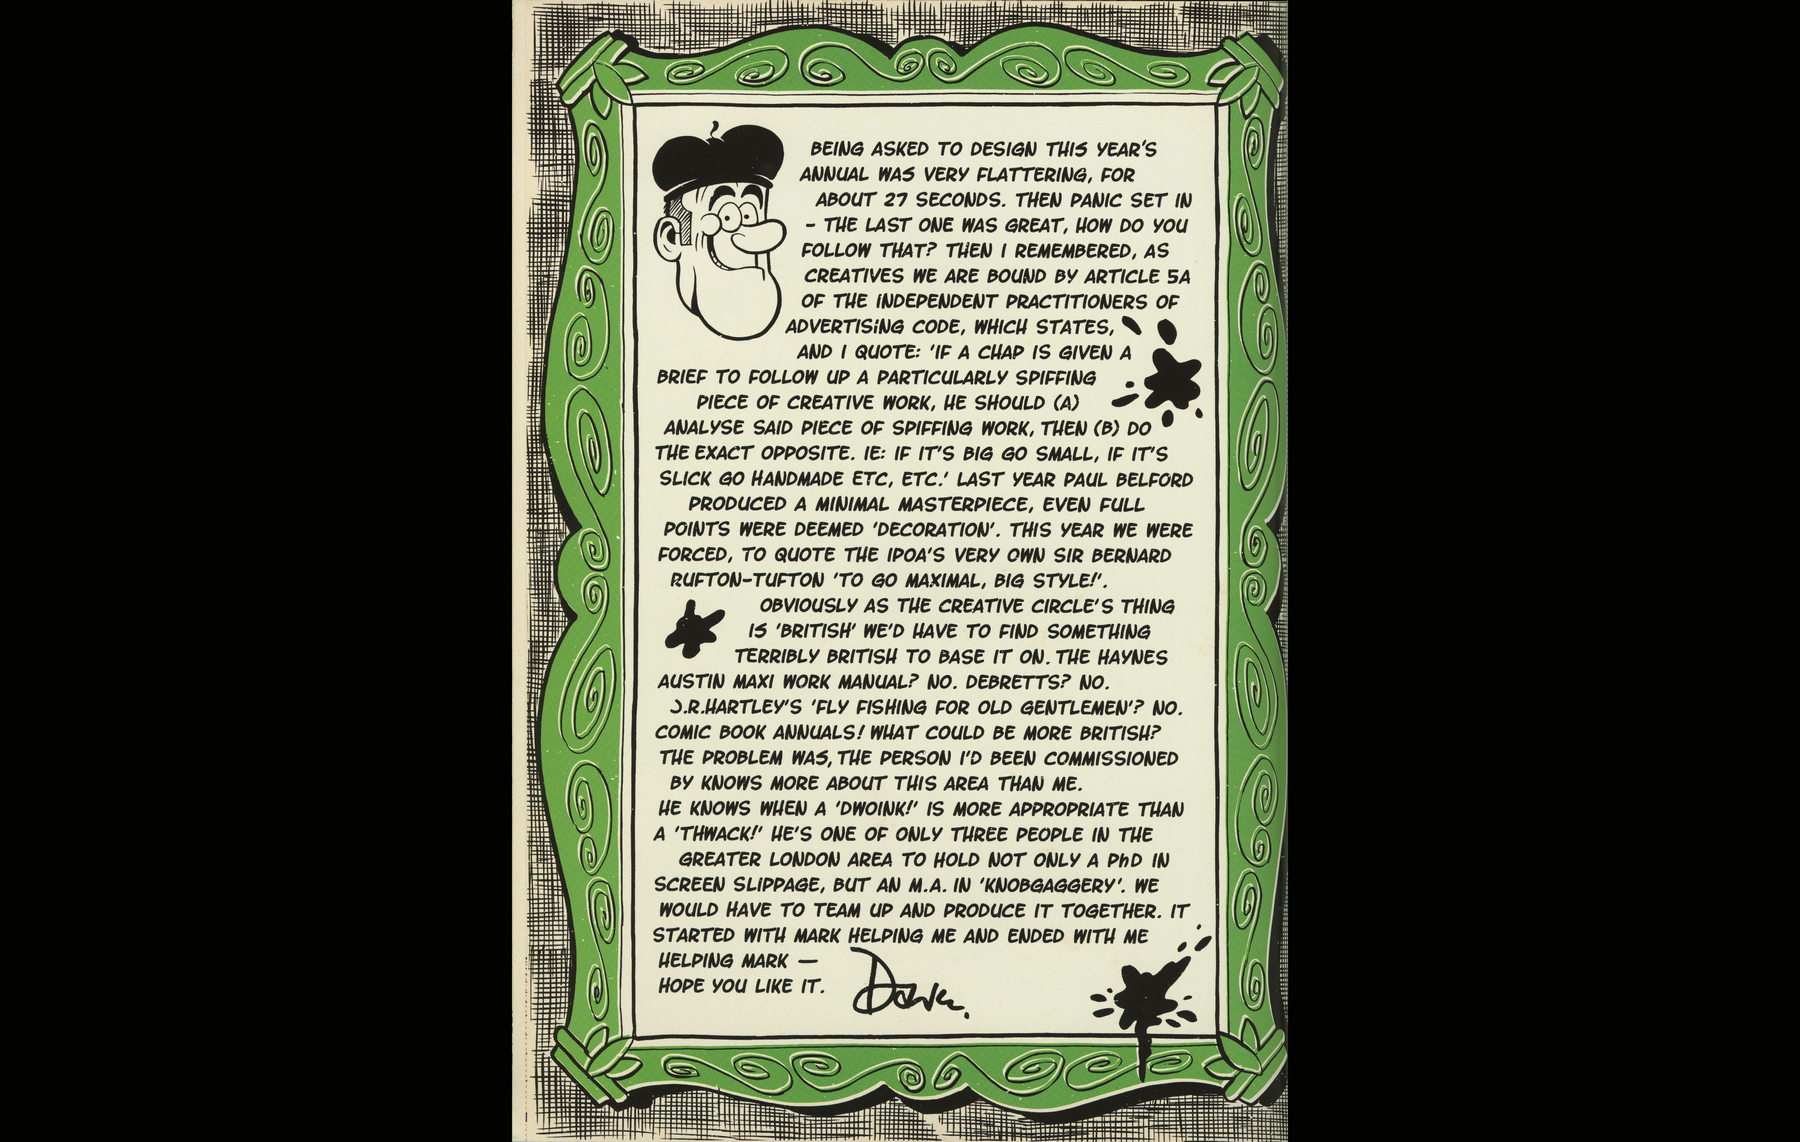 BEING ASKED TO DESIGN THIS YEAR'S
ANNUAL WAS VERY FLATTERING, FOR
ABOUT 27 SECONDS. THEN PANIC SET IN
- THE LAST ONE WAS GREAT, HOW DO YOU
FOLLOW THAT? THEN I REMEMBERED, AS
CREATIVES WE ARE BOUND BY ARTICLE 5A
OF THE INDEPENDENT PRACTITIONERS OF
ADVERTISING CODE, WHICH STATES,
AND I QUOTE: 'IF A CHAP IS GIVEN A
BRIEF TO FOLLOW UP A PARTICULARLY SPIFFING
PIECE OF CREATIVE WORK, HE SHOULD (A)
ANALYSE SAID PIECE OF SPIFFING WORK, THEN (B) DO
THE EXACT OPPOSITE. IE: IF IT'S BIG GO SMALL, IF IT'S
SLICK GO HANDMADE ETC, ETC.' LAST YEAR PAUL BELFORD
PRODUCED A MINIMAL MASTERPIECE, EVEN FULL
POINTS WERE DEEMED 'DECORATION'. THIS YEAR WE WERE
FORCED, TO QUOTE THE IPOA'S VERY OWN SIR BERNARD
RUFTON-TUFTON 'TO GO MAXIMAL, BIG STYLE!'.
OBVIOUSLY AS THE CREATIVE CIRCLE'S THING
IS 'BRITISH' WE'D HAVE TO FIND SOMETHING
TERRIBLY BRITISH TO BASE IT ON. THE HAYNES
AUSTIN MAXI WORK MANUAL? NO. DEBRETTS? NO.
J.R.HARTLEY'S 'FLY FISHING FOR OLD GENTLEMEN'? NO.
COMIC BOOK ANNUALS! WHAT COULD BE MORE BRITISH?
THE PROBLEM WAS, THE PERSON I'D BEEN COMMISSIONED
BY KNOWS MORE ABOUT THIS AREA THAN ME.
HE KNOWS WHEN A 'DWOINK!' IS MORE APPROPRIATE THAN
A 'THWACK!' HE'S ONE OF ONLY THREE PEOPLE IN THE
GREATER LONDON AREA TO HOLD NOT ONLY A PhD IN
SCREEN SLIPPAGE, BUT AN M.A. IN 'KNOBGAGGERY'. WE
WOULD HAVE TO TEAM UP AND PRODUCE IT TOGETHER. IT
STARTED WITH MARK HELPING ME AND ENDED WITH ME
HELPING MARK —
HOPE YOU LIKE IT.
Dave.